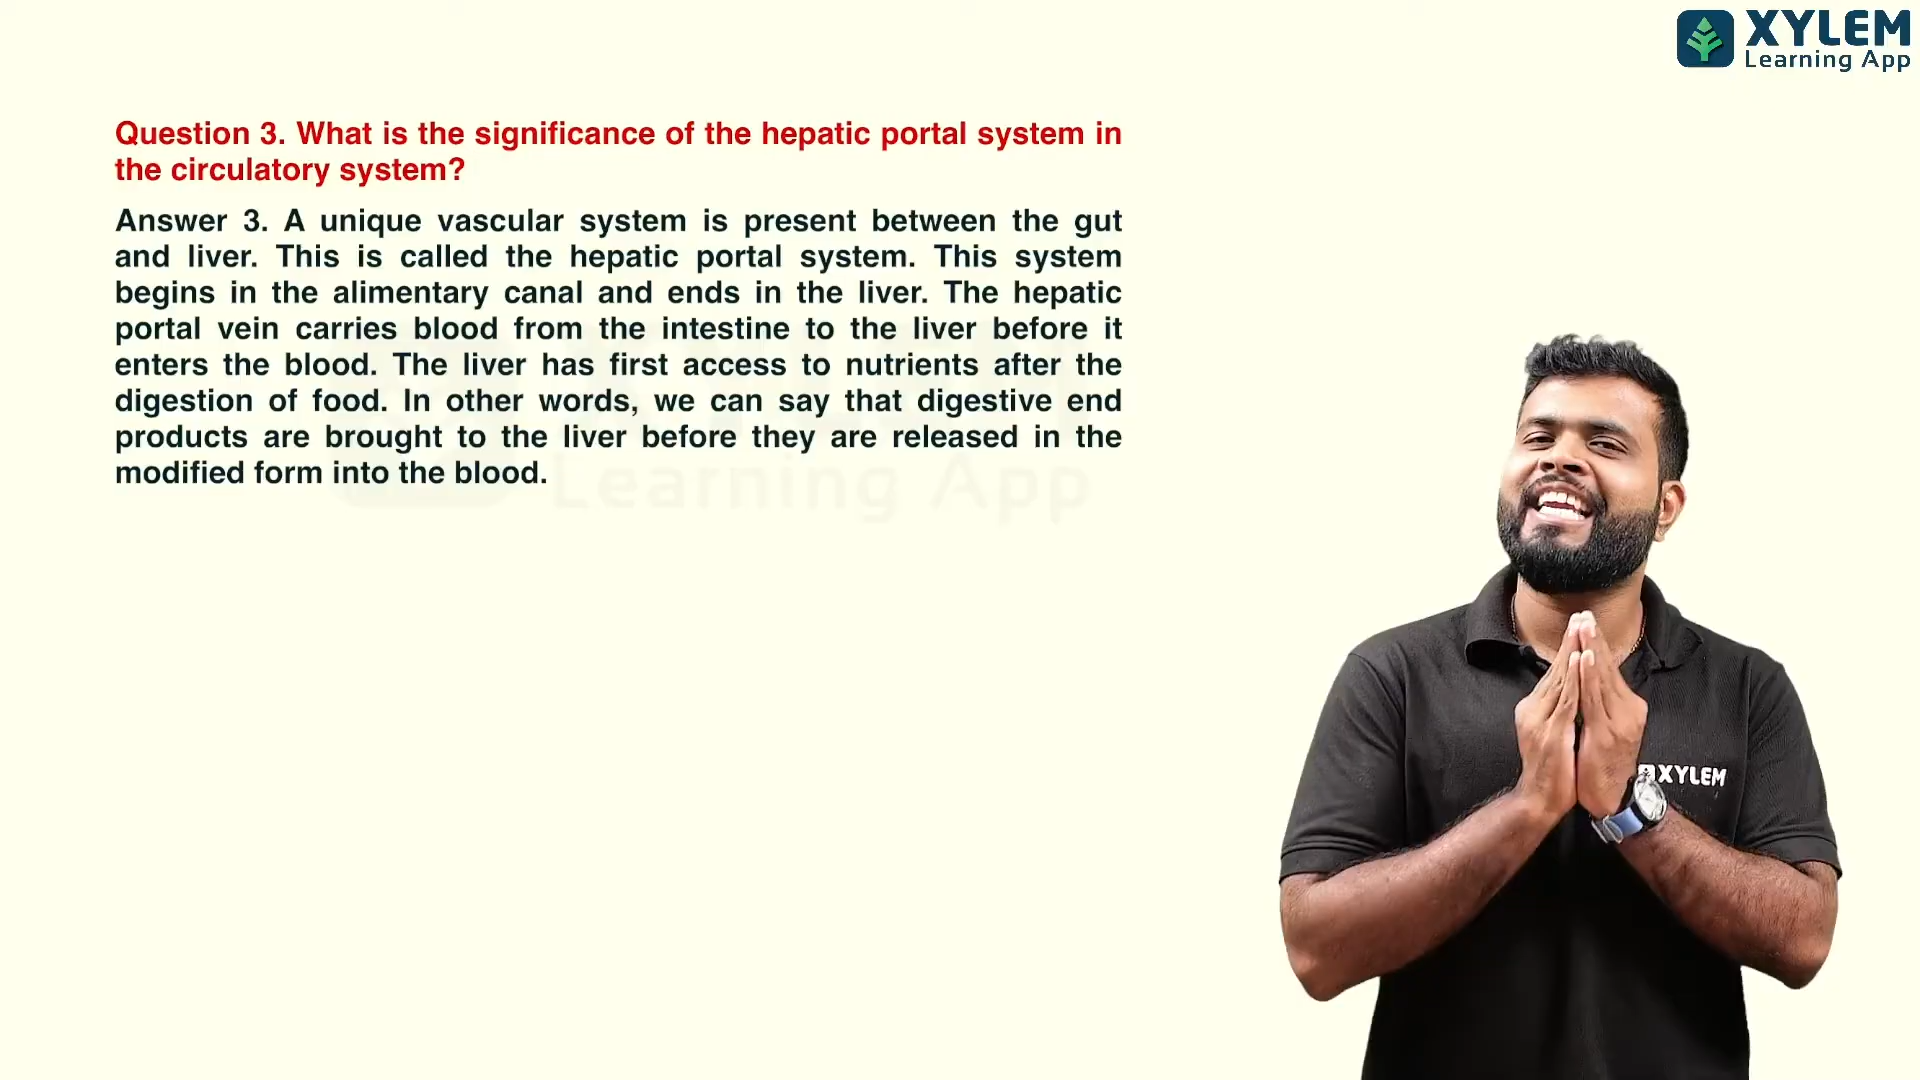 XYLEM
Learning App
Question 3. What is the significance of the hepatic portal system in
the circulatory system?
Answer 3. A unique vascular system is present between the gut
and liver. This is called the hepatic portal system. This system
begins in the alimentary canal and ends in the liver. The hepatic
portal vein carries blood from the intestine to the liver before it
enters the blood. The liver has first access to nutrients after the
digestion of food. In other words, we can say that digestive end
products are brought to the liver before they are released in the
modified form into the blood.
Learning App
XYLEM